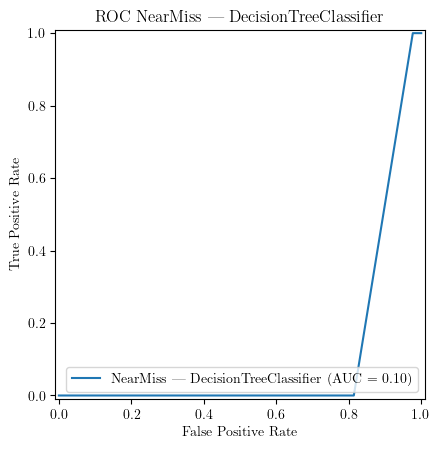 ROC NearMiss — DecisionTreeClassifier
1.0
0.8
0.6
0.4
0.2
0.0
True Positive Rate
NearMiss — DecisionTreeClassifier (AUC = 0.10)
0.0 0.2 0.4 0.6 0.8 1.0
False Positive Rate